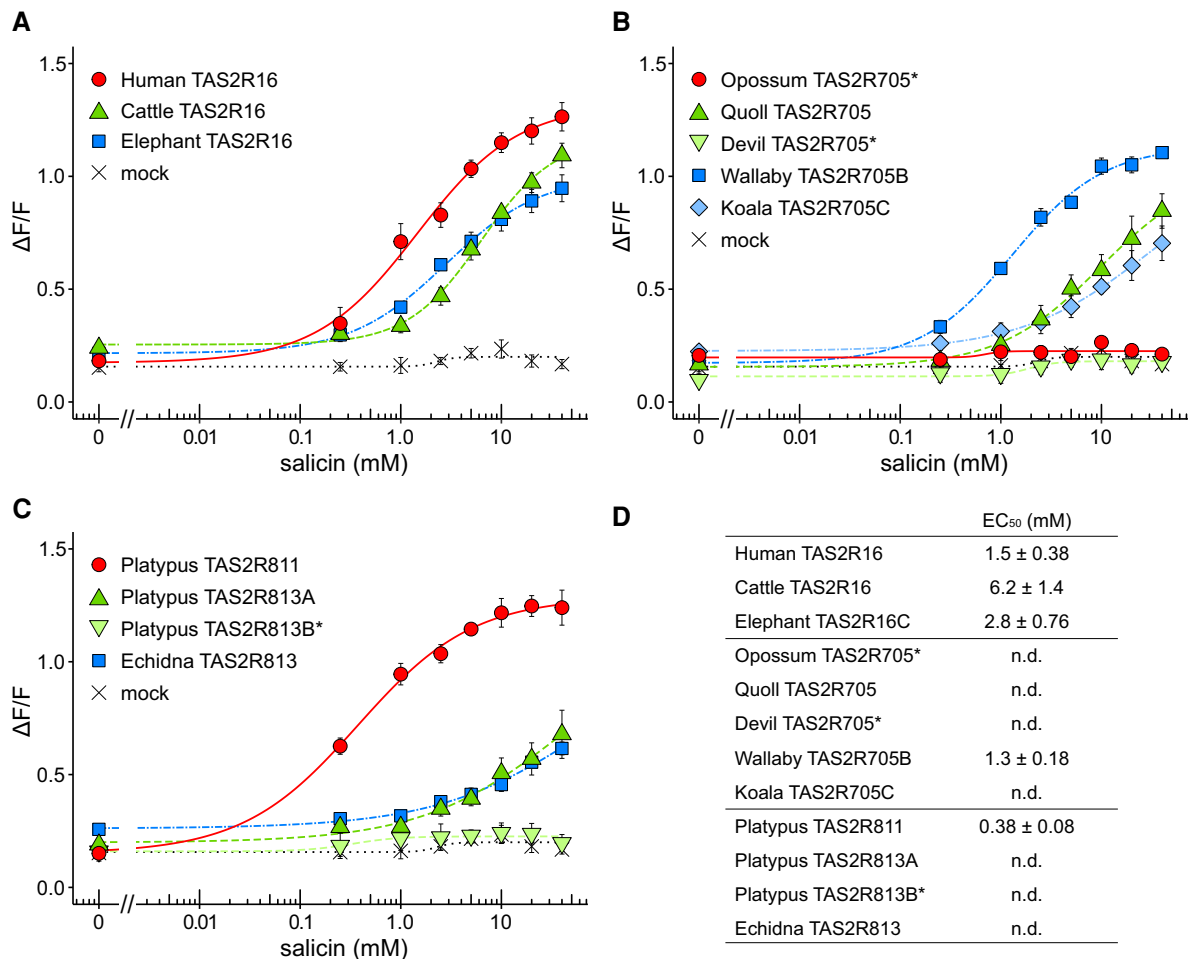 A
1.5
1.0
0.5
0.0
ΔF/F
Human TAS2R16
Cattle TAS2R16
Elephant TAS2R16
mock
0 // 0.01 0.1 1.0 10
salicin (mM)
B
1.5
1.0
0.5
0.0
ΔF/F
Opossum TAS2R705*
Quoll TAS2R705
Devil TAS2R705*
Wallaby TAS2R705B
Koala TAS2R705C
mock
0 // 0.01 0.1 1.0 10
salicin (mM)
C
1.5
1.0
0.5
0.0
ΔF/F
Platypus TAS2R811
Platypus TAS2R813A
Platypus TAS2R813B*
Echidna TAS2R813
mock
0 // 0.01 0.1 1.0 10
salicin (mM)
D
EC₅₀ (mM)
Human TAS2R16 1.5 ± 0.38
Cattle TAS2R16 6.2 ± 1.4
Elephant TAS2R16C 2.8 ± 0.76
Opossum TAS2R705* n.d.
Quoll TAS2R705 n.d.
Devil TAS2R705* n.d.
Wallaby TAS2R705B 1.3 ± 0.18
Koala TAS2R705C n.d.
Platypus TAS2R811 0.38 ± 0.08
Platypus TAS2R813A n.d.
Platypus TAS2R813B* n.d.
Echidna TAS2R813 n.d.